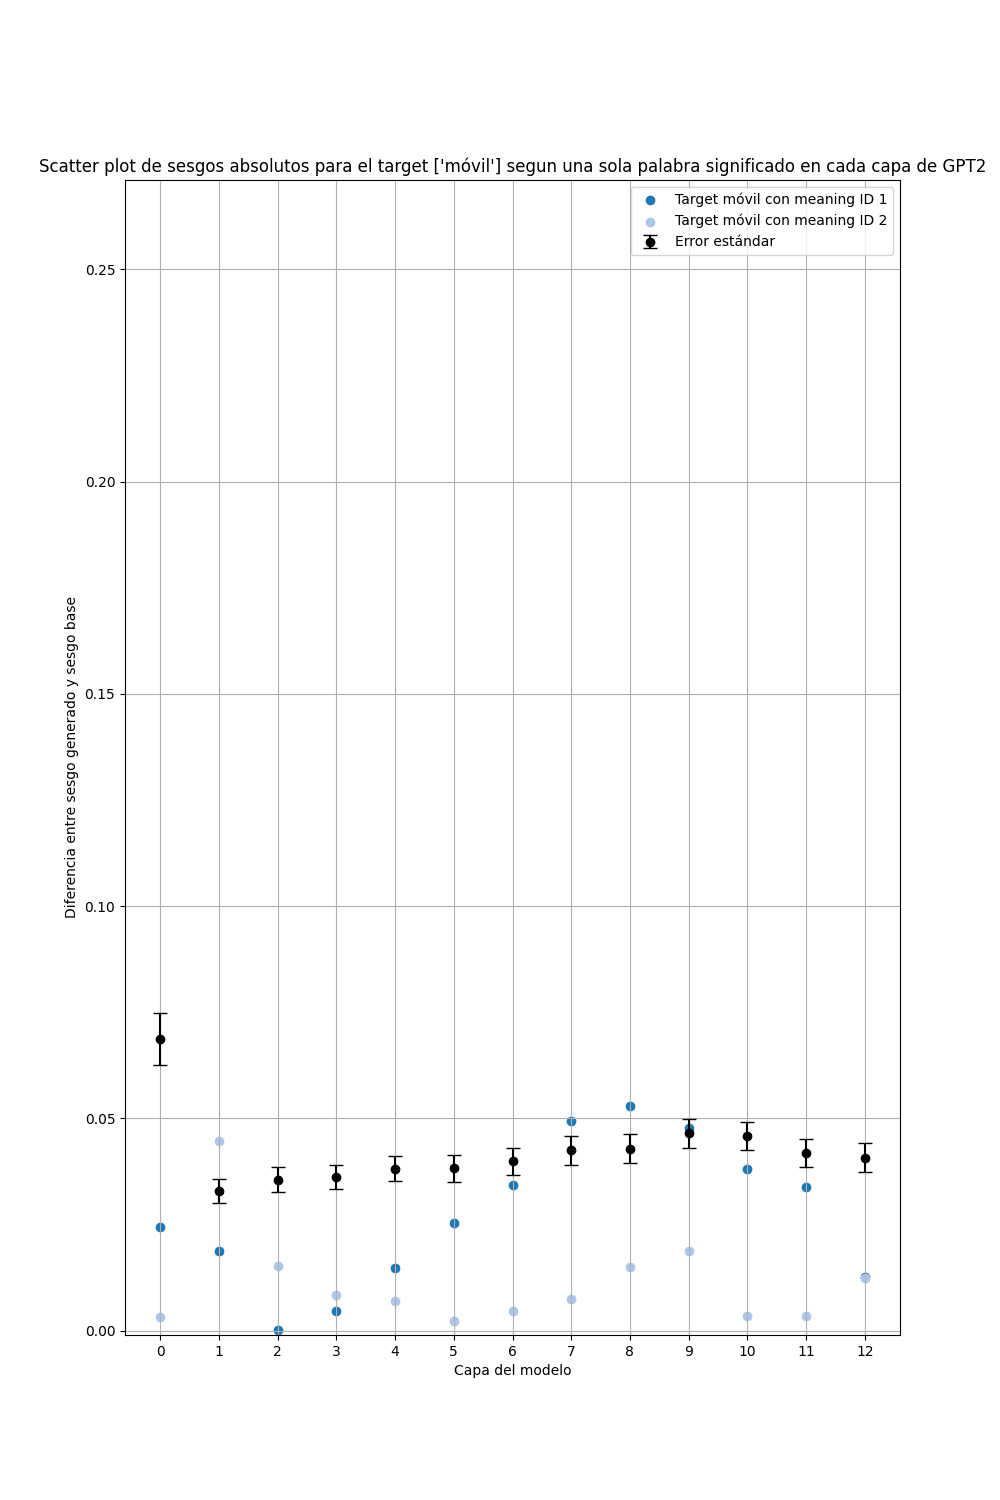 Scatter plot de sesgos absolutos para el target ['móvil'] segun una sola palabra significado en cada capa de GPT2
Target móvil con meaning ID 1
Target móvil con meaning ID 2
Error estándar
0.25
0.20
0.15
0.10
0.05
0.00
Diferencia entre sesgo generado y sesgo base
0 1 2 3 4 5 6 7 8 9 10 11 12
Capa del modelo